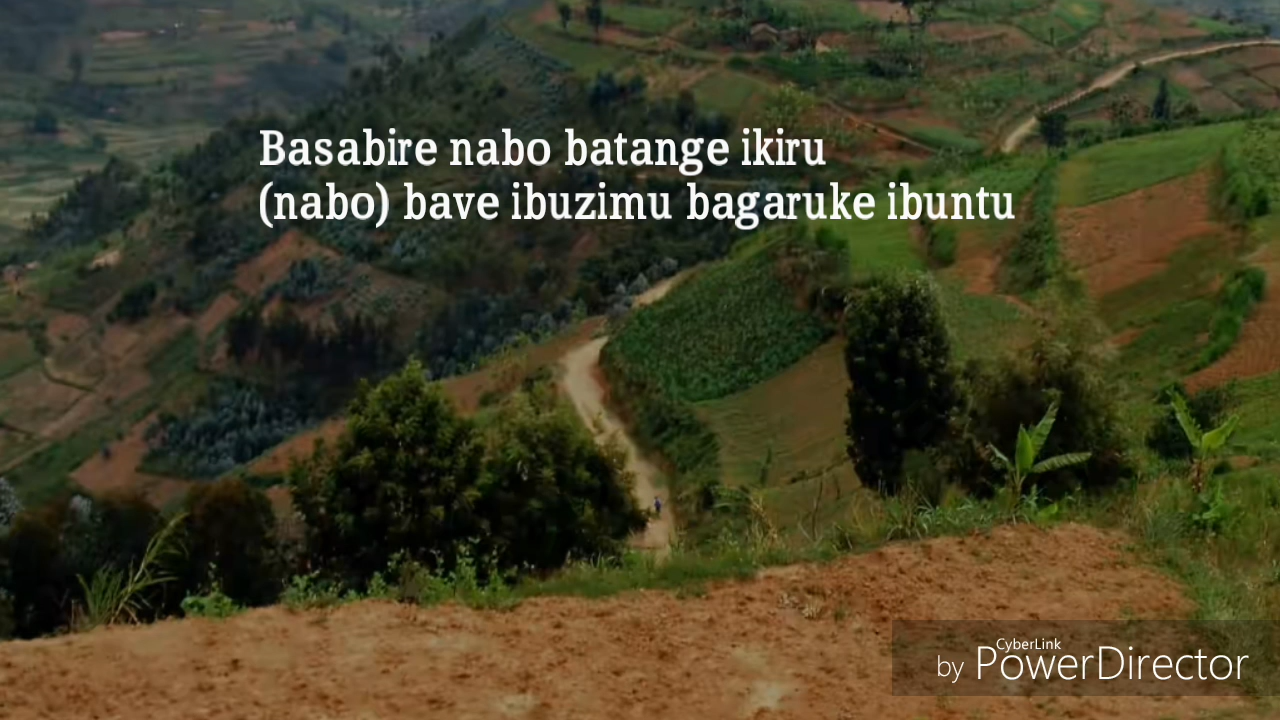 Basabire nabo batange ikiru
(nabo) bave ibuzimu bagaruke ibuntu
CyberLink
by PowerDirector